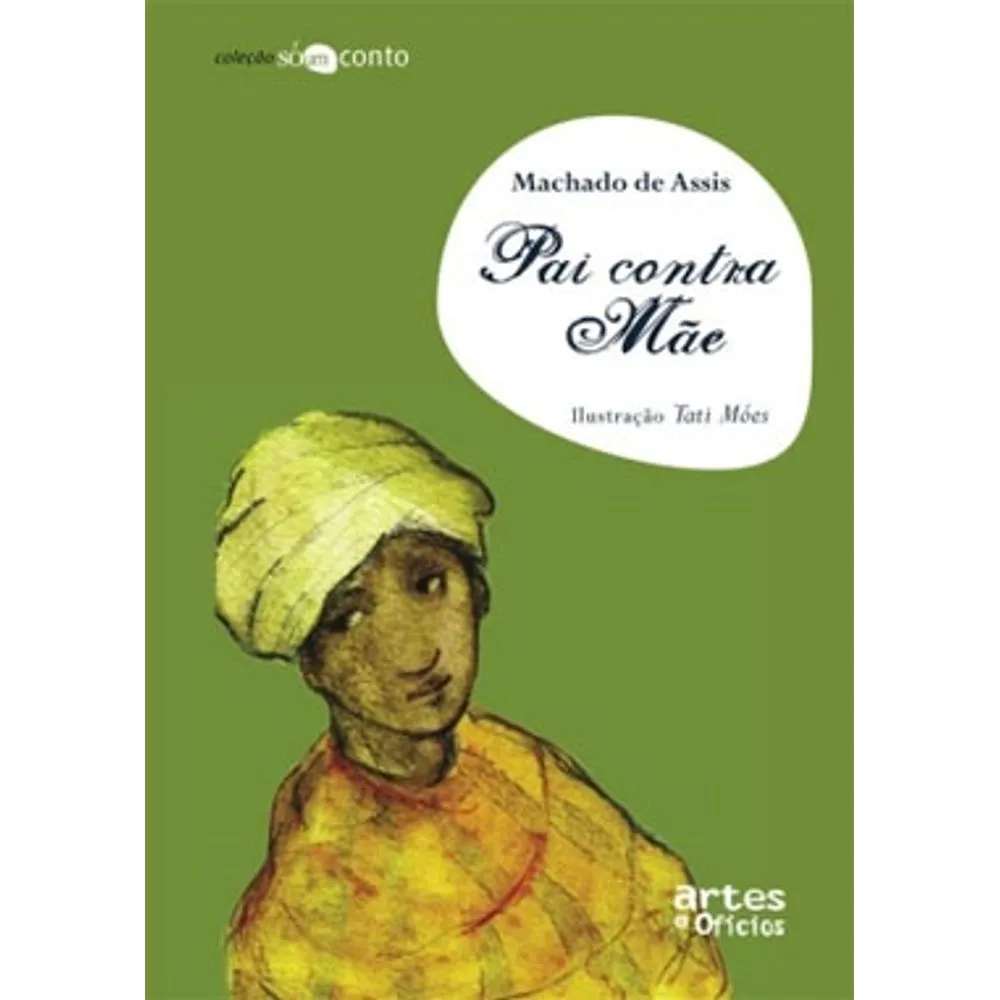 coleção só um conto
Machado de Assis
Pai contra
Mãe
Ilustração Tati Móes
artes
e Ofícios